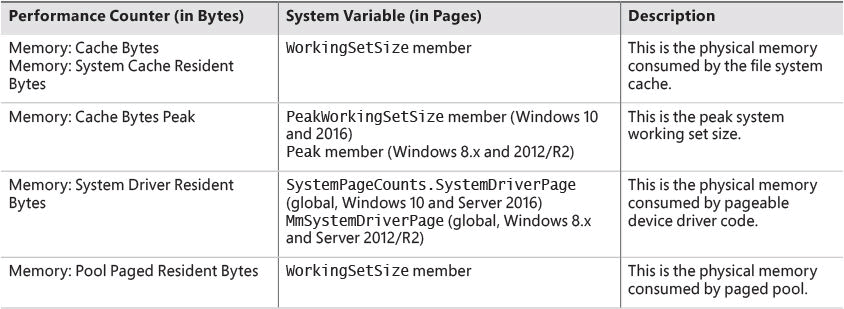 Performance Counter (in Bytes) System Variable (in Pages) Description
Memory: Cache Bytes
Memory: System Cache Resident
Bytes
WorkingSetSize member
This is the physical memory
consumed by the file system
cache.
Memory: Cache Bytes Peak
PeakWorkingSetSize member (Windows 10
and 2016)
Peak member (Windows 8.x and 2012/R2)
This is the peak system
working set size.
Memory: System Driver Resident
Bytes
SystemPageCounts.SystemDriverPage
(global, Windows 10 and Server 2016)
MmSystemDriverPage (global, Windows 8.x
and Server 2012/R2)
This is the physical memory
consumed by pageable
device driver code.
Memory: Pool Paged Resident Bytes
WorkingSetSize member
This is the physical memory
consumed by paged pool.